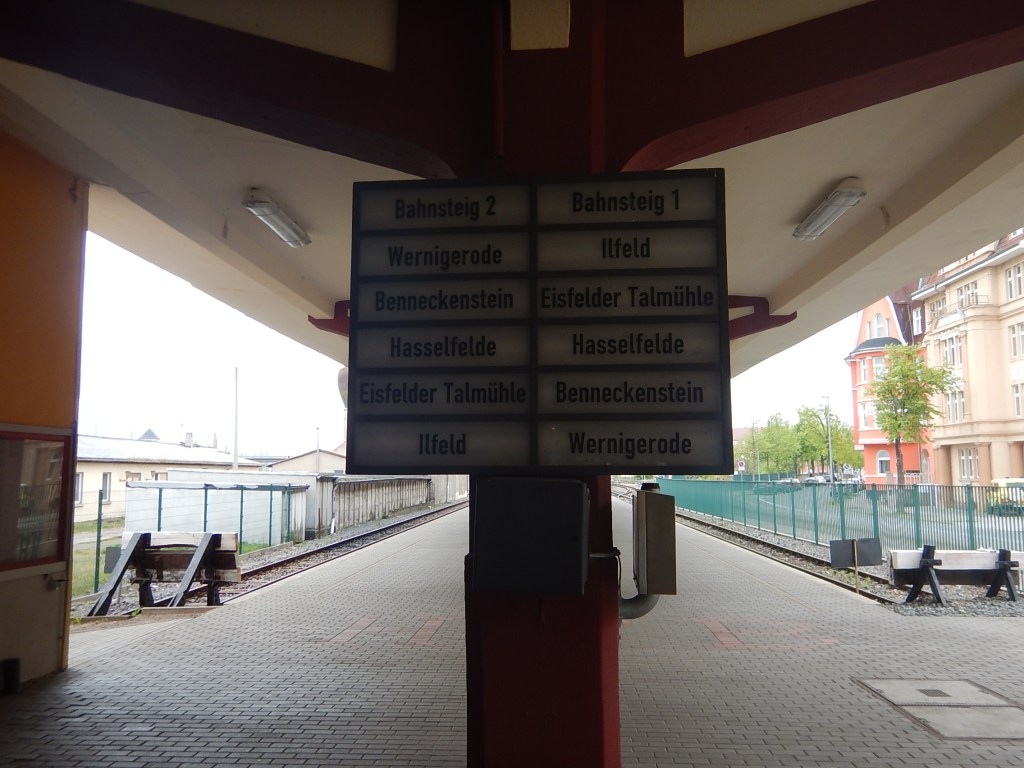 Bahnsteig 2
Wernigerode
Benneckenstein
Hasselfelde
Eisfelder Talmühle
Ilfeld
Bahnsteig 1
Ilfeld
Eisfelder Talmühle
Hasselfelde
Benneckenstein
Wernigerode